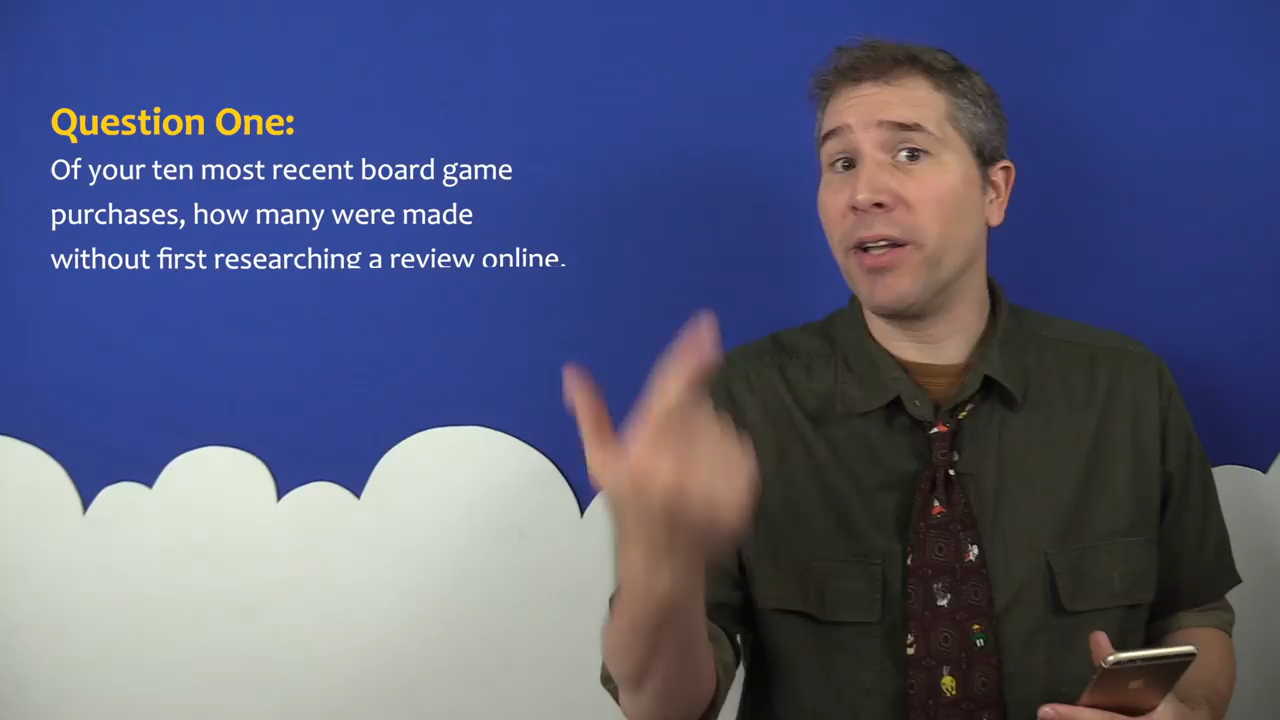 Question One:
Of your ten most recent board game
purchases, how many were made
without first researching a review online.